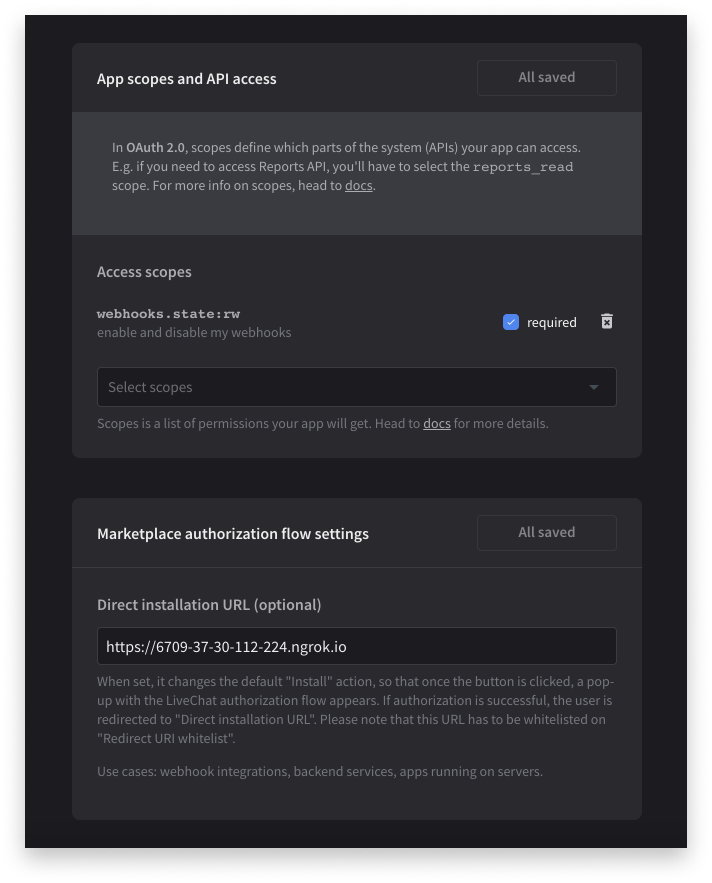 App scopes and API access
All saved
In OAuth 2.0, scopes define which parts of the system (APIs) your app can access.
E.g. if you need to access Reports API, you'll have to select the reports_read
scope. For more info on scopes, head to docs.
Access scopes
webhooks.state:rw
enable and disable my webhooks
required
Select scopes
Scopes is a list of permissions your app will get. Head to docs for more details.
Marketplace authorization flow settings
All saved
Direct installation URL (optional)
https://6709-37-30-112-224.ngrok.io
When set, it changes the default "Install" action, so that once the button is clicked, a pop-
up with the LiveChat authorization flow appears. If authorization is successful, the user is
redirected to "Direct installation URL". Please note that this URL has to be whitelisted on
"Redirect URI whitelist".
Use cases: webhook integrations, backend services, apps running on servers.